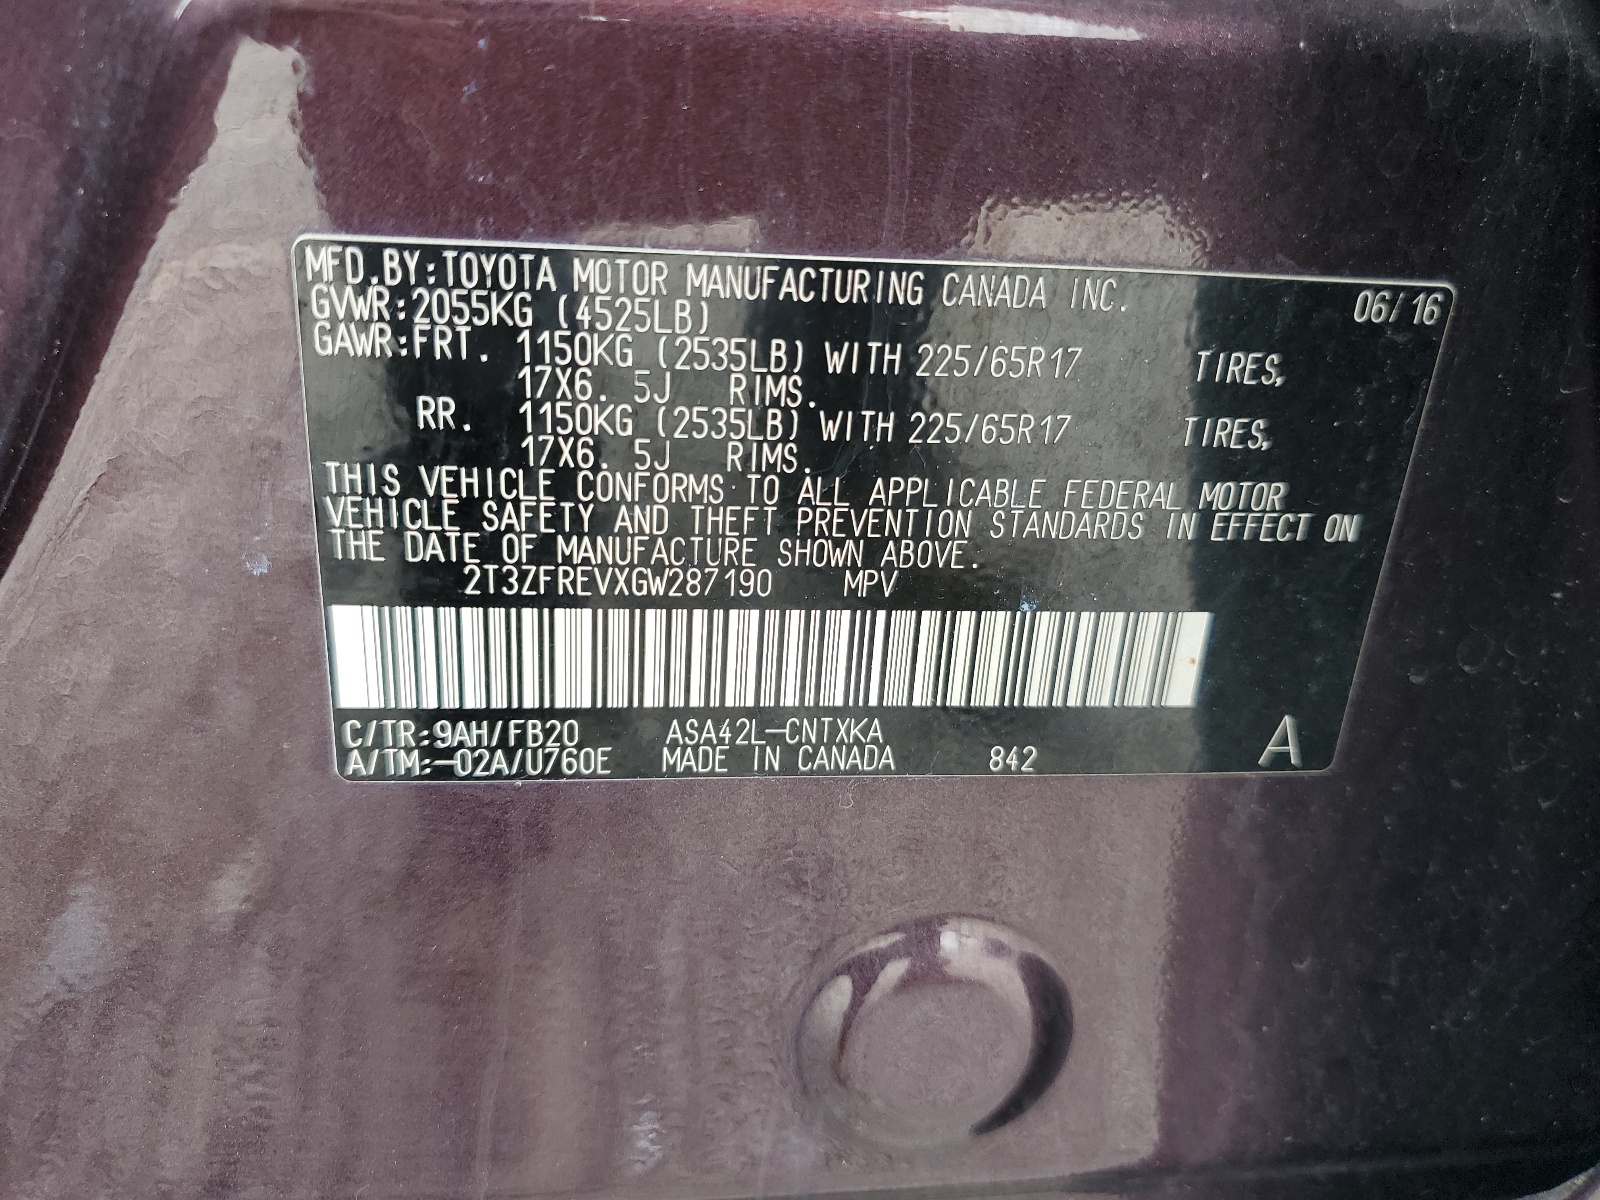 MFD.BY:TOYOTA MOTOR MANUFACTURING CANADA INC. 06/16
GVWR:2055KG (4525LB)
GAWR:FRT. 1150KG (2535LB) WITH 225/65R17 TIRES,
17X6. 5J RIMS.
RR. 1150KG (2535LB) WITH 225/65R17 TIRES,
17X6. 5J RIMS.
THIS VEHICLE CONFORMS TO ALL APPLICABLE FEDERAL MOTOR
VEHICLE SAFETY AND THEFT PREVENTION STANDARDS IN EFFECT ON
THE DATE OF MANUFACTURE SHOWN ABOVE.
2T3ZFREVXGW287190 MPV
C/TR:9AH/FB20 ASA42L-CNTXKA
A/TM:-02A/U760E MADE IN CANADA 842 A